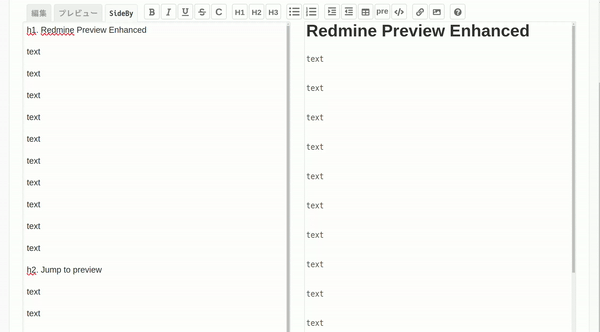 編集 プレビュー SideBy B I U S C H1 H2 H3 pre </> ?
h1. Redmine Preview Enhanced
text
text
text
text
text
text
text
text
text
text
h2. Jump to preview
text
text
Redmine Preview Enhanced
text
text
text
text
text
text
text
text
text
text